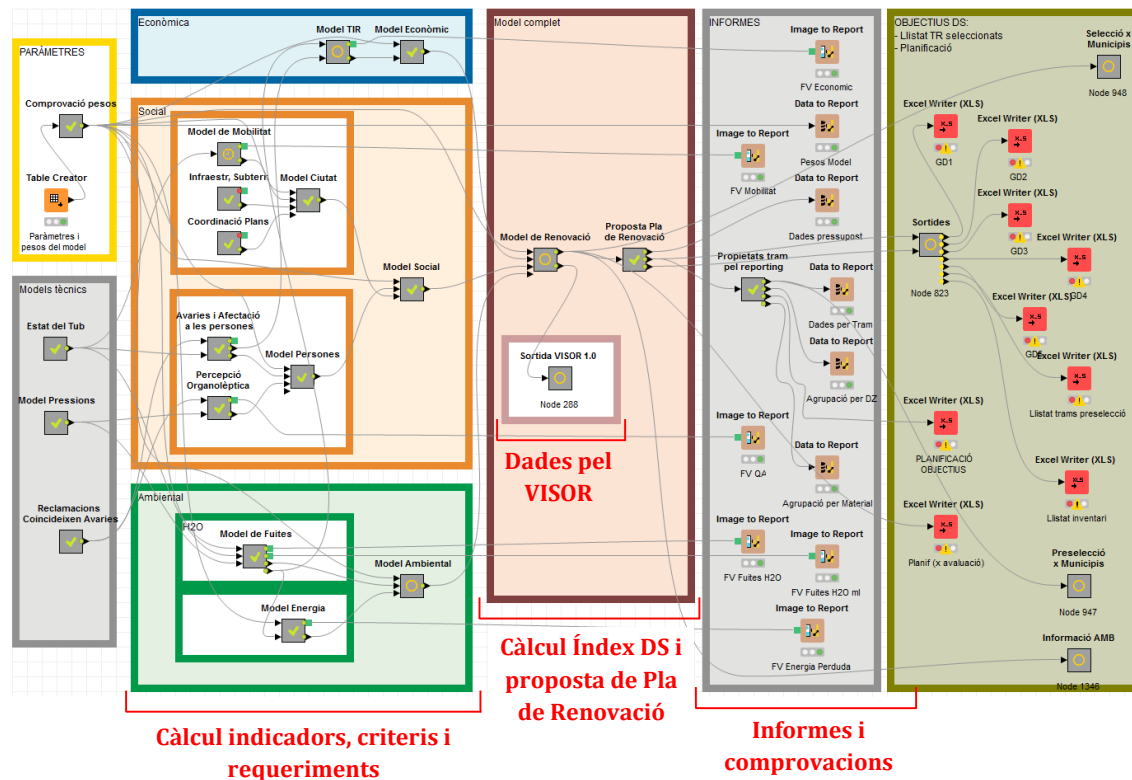 PARÀMETRES
Comprovació pesos
Table Creator
Paràmetres i
pesos del model
Models tècnics
Estat del Tub
Model Pressions
Reclamacions
Coincideixen Avaries
Econòmica
Model TIR
Model Econòmic
Social
Model de Mobilitat
Infraestr, Subterr.
Coordinació Plans
Model Ciutat
Model Social
Avaries i Afectació
a les persones
Percepció
Organolèptica
Model Persones
Ambiental
H2O
Model de Fuites
Model Energia
Model Ambiental
Model complet
Model de Renovació
Proposta Pla
de Renovació
Sortida VISOR 1.0
Node 288
Dades pel
VISOR
INFORMES
Image to Report
FV Economic
Data to Report
Pesos Model
Image to Report
FV Mobilitat
Dades pressupost
Propietats tram
pel reporting
Data to Report
Dades per Tram
Data to Report
Agrupació per DZ
Image to Report
FV QA
Data to Report
Agrupació per Material
Image to Report
FV Fuites H2O
Image to Report
FV Fuites H2O ml
Image to Report
FV Energia Perduda
OBJECTIUS DS:
- Llistat TR seleccionats
- Planificació
Selecció x
Municipis
Node 948
Excel Writer (XLS)
GD1
Excel Writer (XLS)
GD2
Excel Writer (XLS)
GD3
Sortides
Node 823
Excel Writer (XLS)
GD4
Excel Writer (XLS)
Excel Writer (XLS)
Llistat trams preselecció
Excel Writer (XLS)
PLANIFICACIÓ
OBJECTIUS
Excel Writer (XLS)
Llistat inventari
Excel Writer (XLS)
Planif (x avaluació)
Preselecció
x Municipis
Node 947
Informació AMB
Node 1346
Càlcul indicadors, criteris i
requeriments
Càlcul Índex DS i
proposta de Pla
de Renovació
Informes i
comprovacions